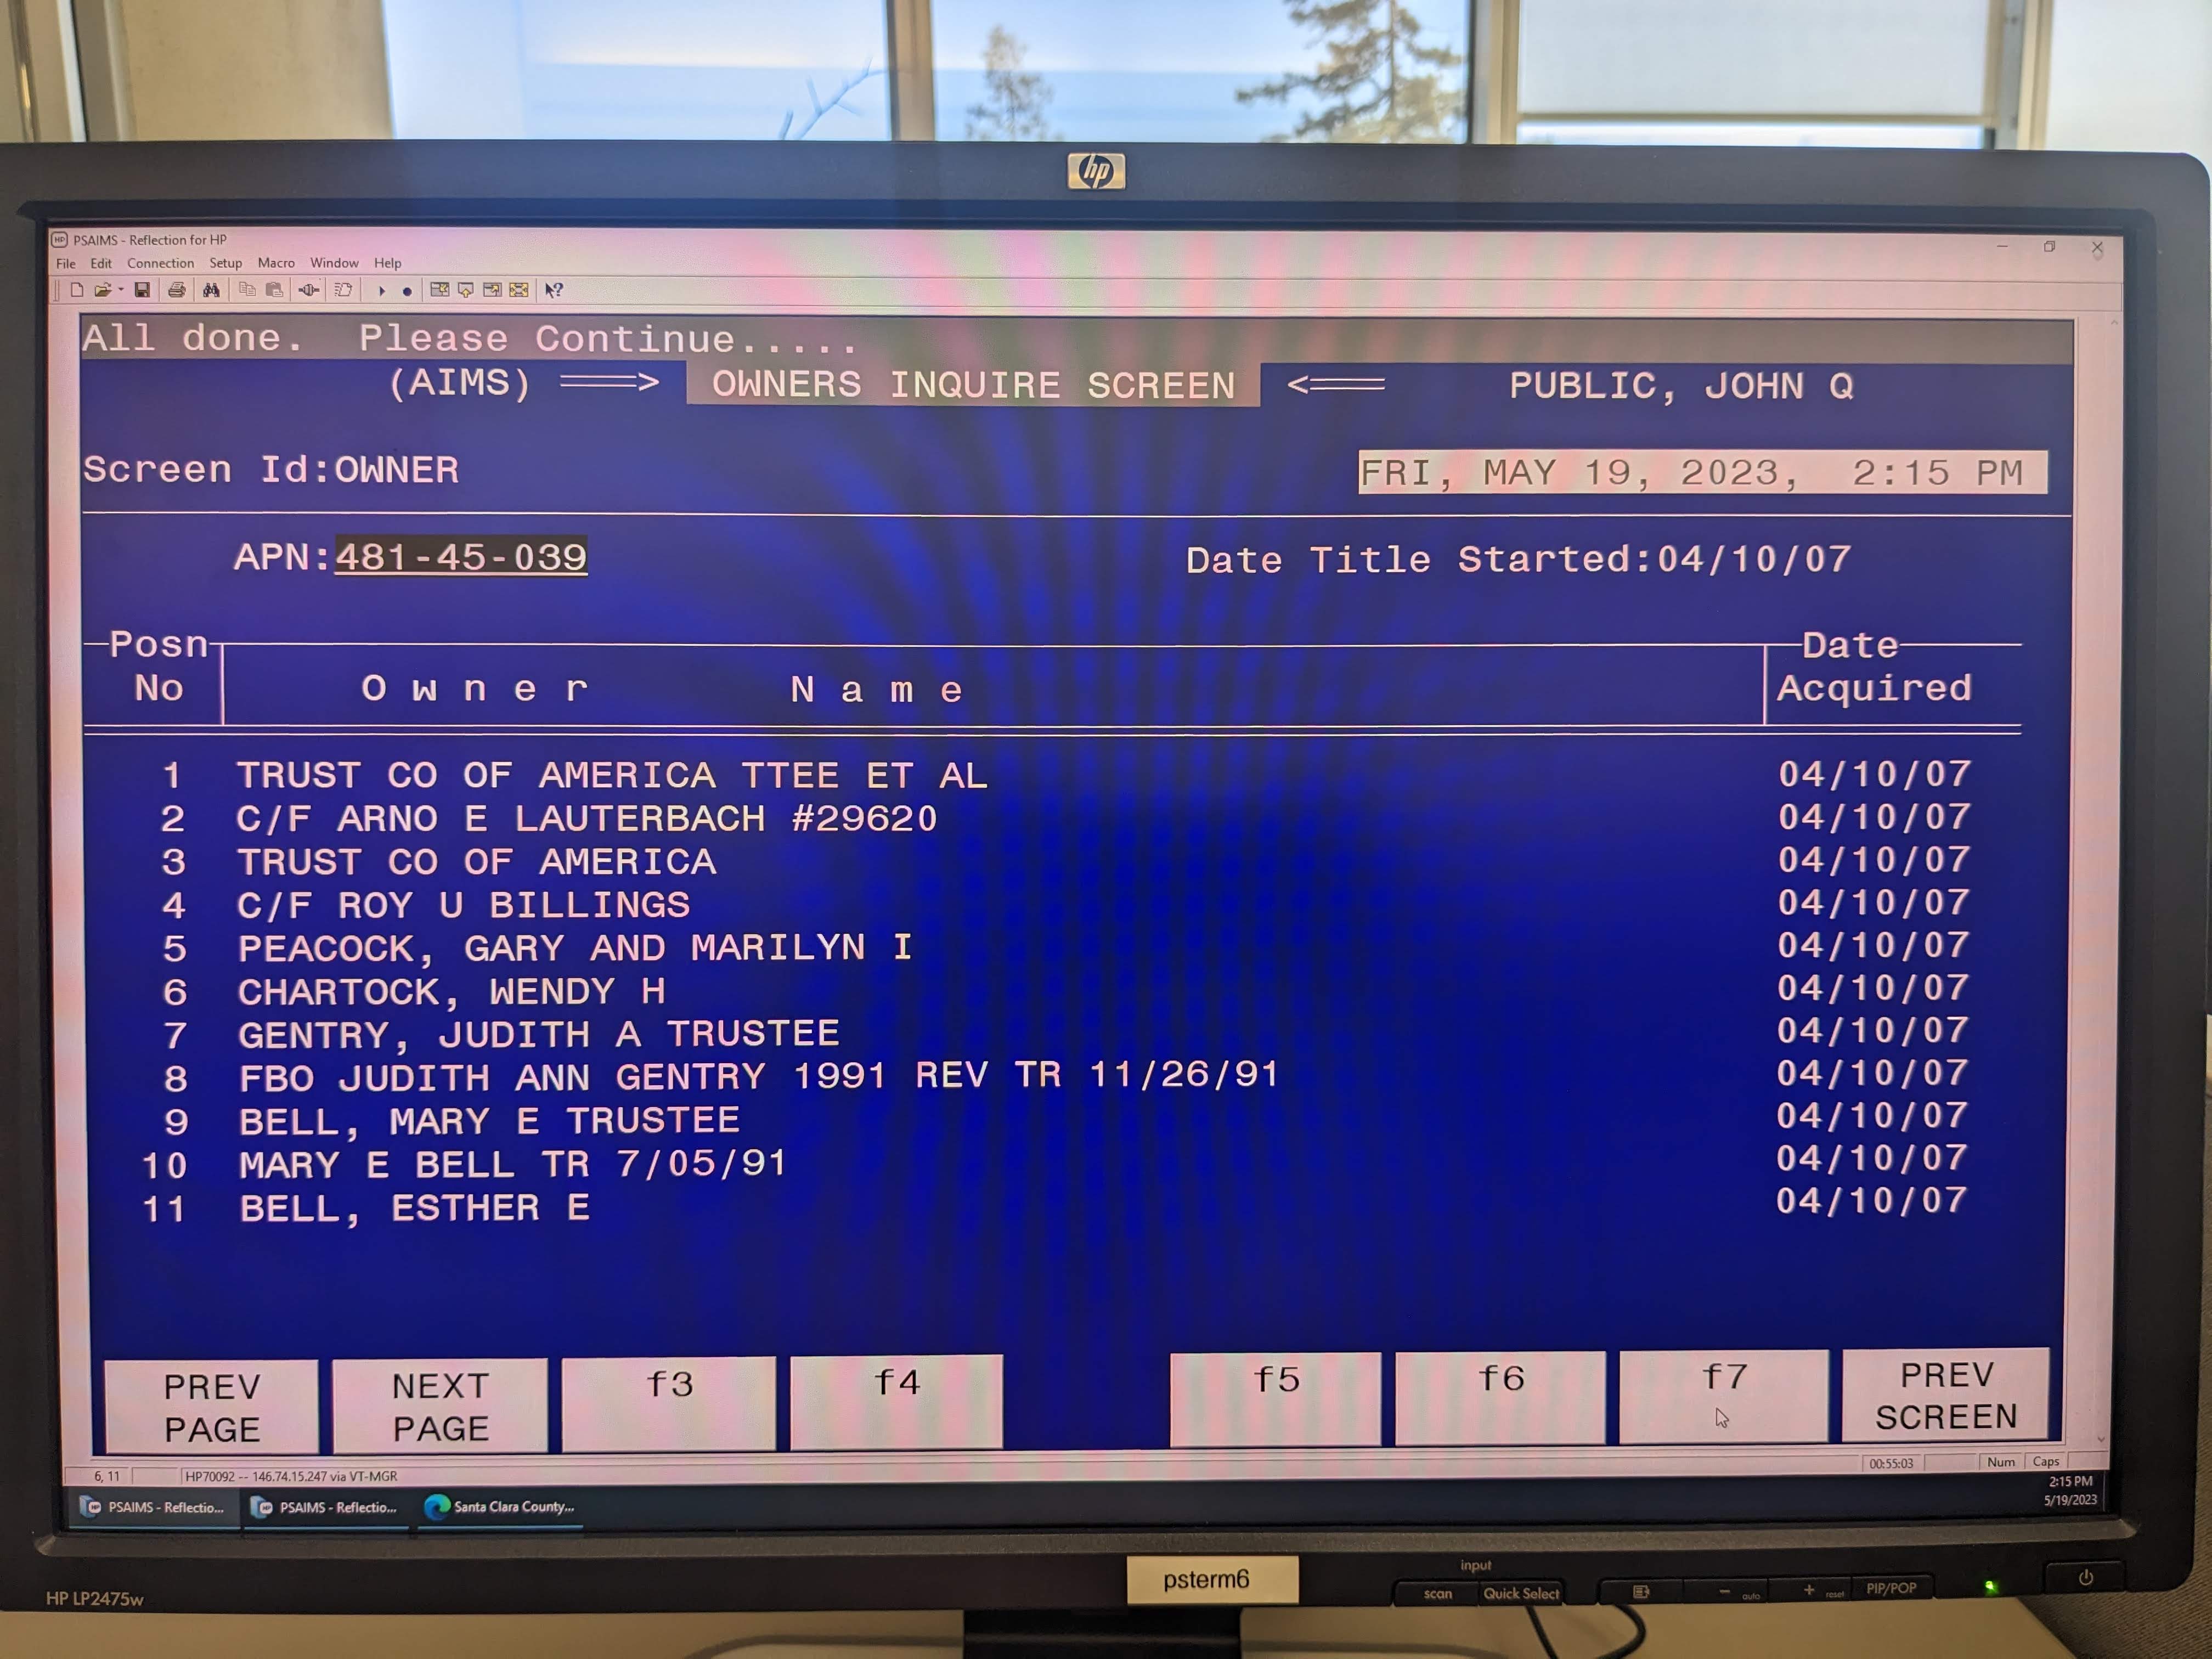 hp
PSAIMS - Reflection for HP
File Edit Connection Setup Macro Window Help
All done. Please Continue.....
(AIMS) ===> OWNERS INQUIRE SCREEN <=== PUBLIC, JOHN Q
Screen Id:OWNER FRI, MAY 19, 2023, 2:15 PM
APN:481-45-039 Date Title Started:04/10/07
Posn Date
No Owner Name Acquired
1 TRUST CO OF AMERICA TTEE ET AL 04/10/07
2 C/F ARNO E LAUTERBACH #29620 04/10/07
3 TRUST CO OF AMERICA 04/10/07
4 C/F ROY U BILLINGS 04/10/07
5 PEACOCK, GARY AND MARILYN I 04/10/07
6 CHARTOCK, WENDY H 04/10/07
7 GENTRY, JUDITH A TRUSTEE 04/10/07
8 FBO JUDITH ANN GENTRY 1991 REV TR 11/26/91 04/10/07
9 BELL, MARY E TRUSTEE 04/10/07
10 MARY E BELL TR 7/05/91 04/10/07
11 BELL, ESTHER E 04/10/07
PREV NEXT f3 f4 f5 f6 f7 PREV
PAGE PAGE SCREEN
6, 11 HP70092 -- 146.74.15.247 via VT-MGR 00:55:03 Num Caps
PSAIMS - Reflectio... PSAIMS - Reflectio... Santa Clara County... 2:15 PM
5/19/2023
HP LP2475w psterm6 input
scan Quick Select - auto + reset PIP/POP